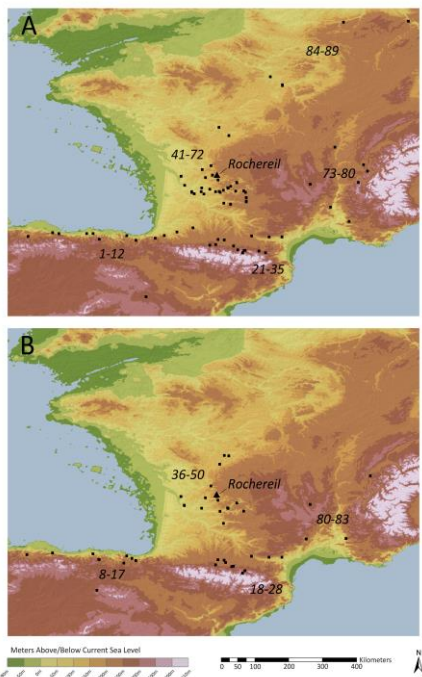 A
84-89
41-72
Rochereil
73-80
1-12
21-35
B
36-50
Rochereil
80-83
8-17
18-28
Meters Above/Below Current Sea Level
Kilometers
0 50 100 200 300 400
N